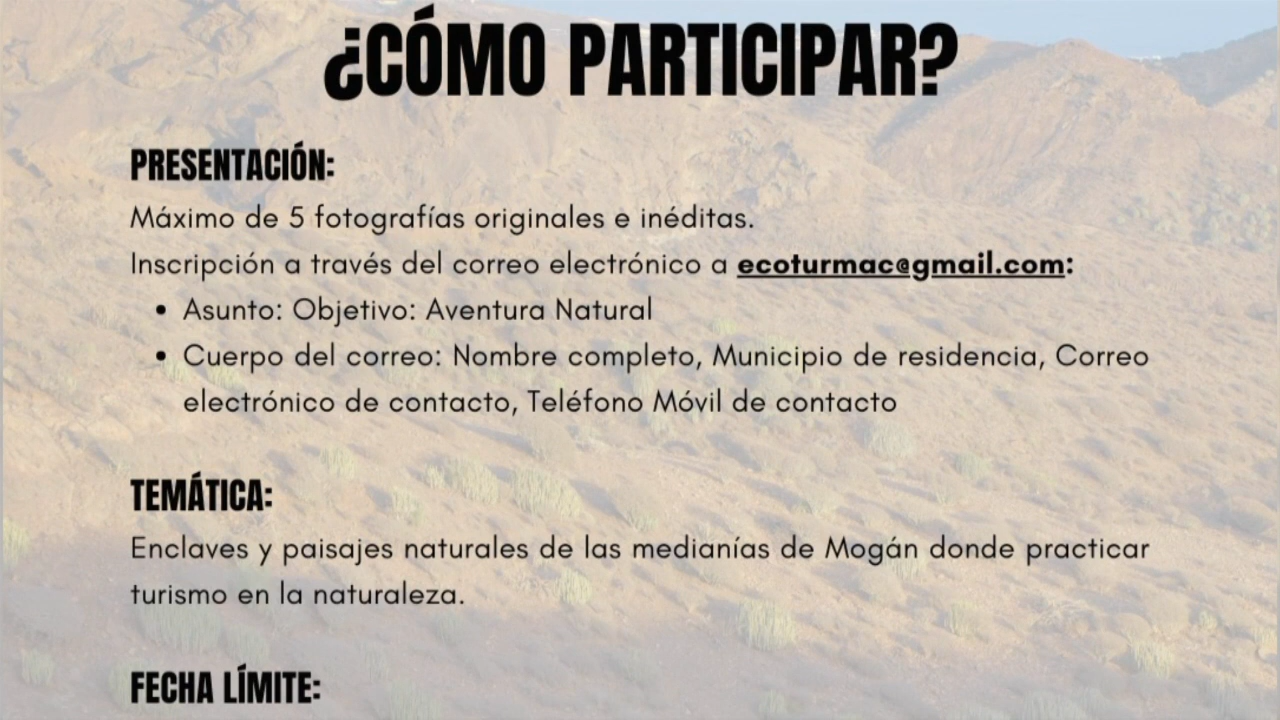 ¿CÓMO PARTICIPAR?
PRESENTACIÓN:
Máximo de 5 fotografías originales e inéditas.
Inscripción a través del correo electrónico a ecoturmac@gmail.com:
• Asunto: Objetivo: Aventura Natural
• Cuerpo del correo: Nombre completo, Municipio de residencia, Correo
electrónico de contacto, Teléfono Móvil de contacto
TEMÁTICA:
Enclaves y paisajes naturales de las medianías de Mogán donde practicar
turismo en la naturaleza.
FECHA LÍMITE: